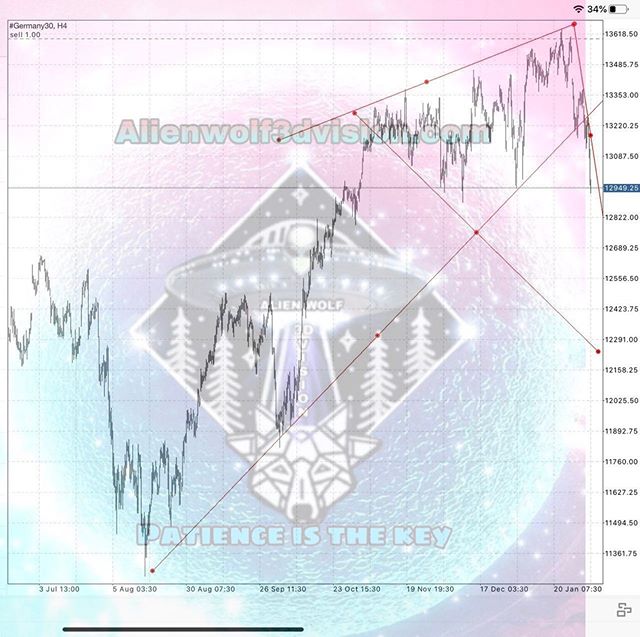 34%
#Germany30, H4
sell 1.00
13618.50
13485.75
13353.00
13220.25
13087.50
12949.25
12822.00
12689.25
12556.50
12423.75
12291.00
12158.25
12025.50
11892.75
11760.00
11627.25
11494.50
11361.75
Alienwolf3dvision.com
ALIEN WOLF
3D
VISION
PATIENCE IS THE KEY
3 Jul 13:00
5 Aug 03:30
30 Aug 07:30
26 Sep 11:30
23 Oct 15:30
19 Nov 19:30
17 Dec 03:30
20 Jan 07:30